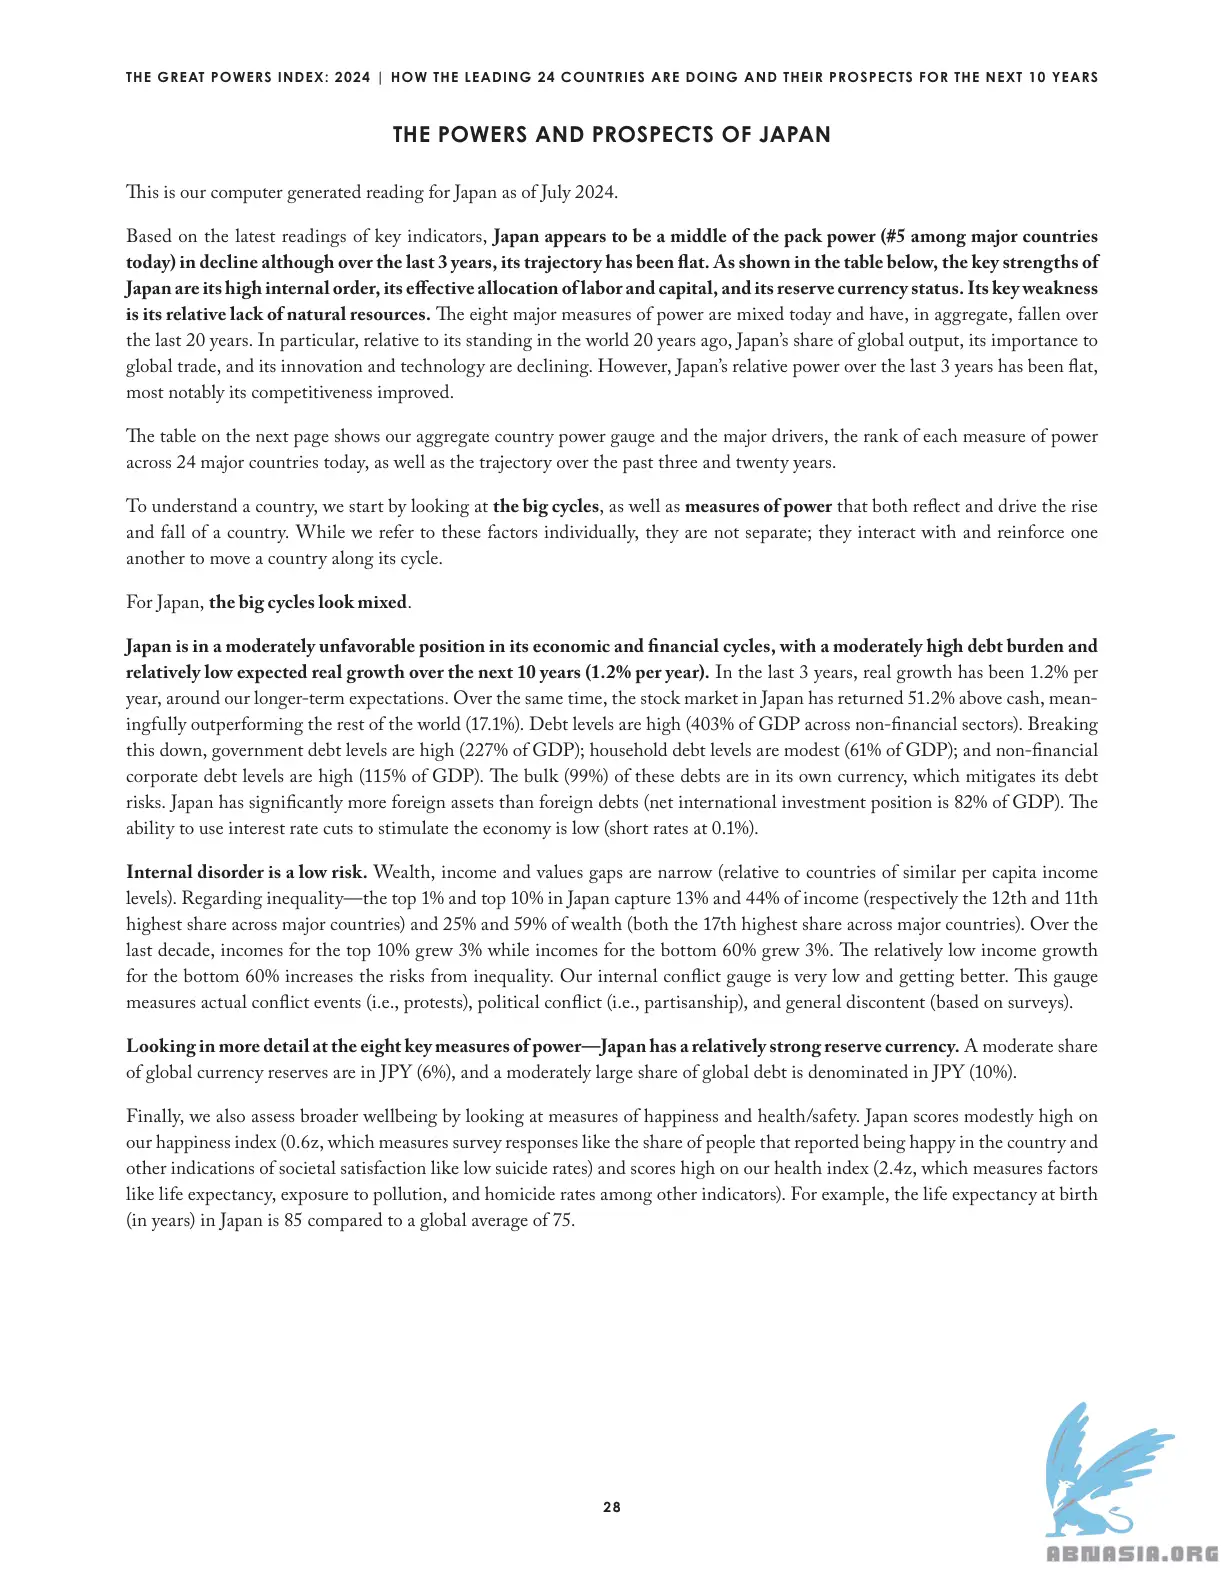 THE GREAT POWERS INDEX: 2024 | HOW THE LEADING 24 COUNTRIES ARE DOING AND THEIR PROSPECTS FOR THE NEXT 10 YEARS
THE POWERS AND PROSPECTS OF JAPAN
This is our computer generated reading for Japan as of July 2024.
Based on the latest readings of key indicators, Japan appears to be a middle of the pack power (#5 among major countries
today) in decline although over the last 3 years, its trajectory has been flat. As shown in the table below, the key strengths of
Japan are its high internal order, its effective allocation of labor and capital, and its reserve currency status. Its key weakness
is its relative lack of natural resources. The eight major measures of power are mixed today and have, in aggregate, fallen over
the last 20 years. In particular, relative to its standing in the world 20 years ago, Japan’s share of global output, its importance to
global trade, and its innovation and technology are declining. However, Japan’s relative power over the last 3 years has been flat,
most notably its competitiveness improved.
The table on the next page shows our aggregate country power gauge and the major drivers, the rank of each measure of power
across 24 major countries today, as well as the trajectory over the past three and twenty years.
To understand a country, we start by looking at the big cycles, as well as measures of power that both reflect and drive the rise
and fall of a country. While we refer to these factors individually, they are not separate; they interact with and reinforce one
another to move a country along its cycle.
For Japan, the big cycles look mixed.
Japan is in a moderately unfavorable position in its economic and financial cycles, with a moderately high debt burden and
relatively low expected real growth over the next 10 years (1.2% per year). In the last 3 years, real growth has been 1.2% per
year, around our longer-term expectations. Over the same time, the stock market in Japan has returned 51.2% above cash, mean-
ingfully outperforming the rest of the world (17.1%). Debt levels are high (403% of GDP across non-financial sectors). Breaking
this down, government debt levels are high (227% of GDP); household debt levels are modest (61% of GDP); and non-financial
corporate debt levels are high (115% of GDP). The bulk (99%) of these debts are in its own currency, which mitigates its debt
risks. Japan has significantly more foreign assets than foreign debts (net international investment position is 82% of GDP). The
ability to use interest rate cuts to stimulate the economy is low (short rates at 0.1%).
Internal disorder is a low risk. Wealth, income and values gaps are narrow (relative to countries of similar per capita income
levels). Regarding inequality—the top 1% and top 10% in Japan capture 13% and 44% of income (respectively the 12th and 11th
highest share across major countries) and 25% and 59% of wealth (both the 17th highest share across major countries). Over the
last decade, incomes for the top 10% grew 3% while incomes for the bottom 60% grew 3%. The relatively low income growth
for the bottom 60% increases the risks from inequality. Our internal conflict gauge is very low and getting better. This gauge
measures actual conflict events (i.e., protests), political conflict (i.e., partisanship), and general discontent (based on surveys).
Looking in more detail at the eight key measures of power—Japan has a relatively strong reserve currency. A moderate share
of global currency reserves are in JPY (6%), and a moderately large share of global debt is denominated in JPY (10%).
Finally, we also assess broader wellbeing by looking at measures of happiness and health/safety. Japan scores modestly high on
our happiness index (0.6z, which measures survey responses like the share of people that reported being happy in the country and
other indications of societal satisfaction like low suicide rates) and scores high on our health index (2.4z, which measures factors
like life expectancy, exposure to pollution, and homicide rates among other indicators). For example, the life expectancy at birth
(in years) in Japan is 85 compared to a global average of 75.
28
ABNASIA.ORG